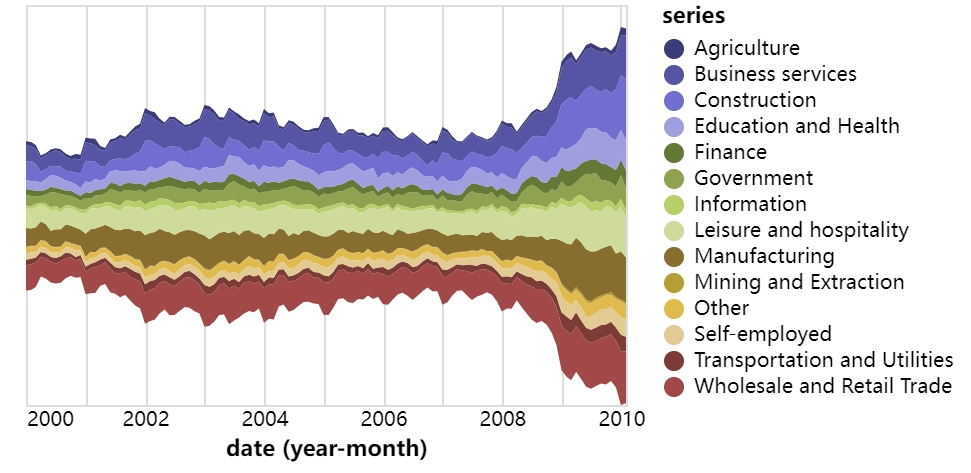 series
Agriculture
Business services
Construction
Education and Health
Finance
Government
Information
Leisure and hospitality
Manufacturing
Mining and Extraction
Other
Self-employed
Transportation and Utilities
Wholesale and Retail Trade
2000 2002 2004 2006 2008 2010
date (year-month)